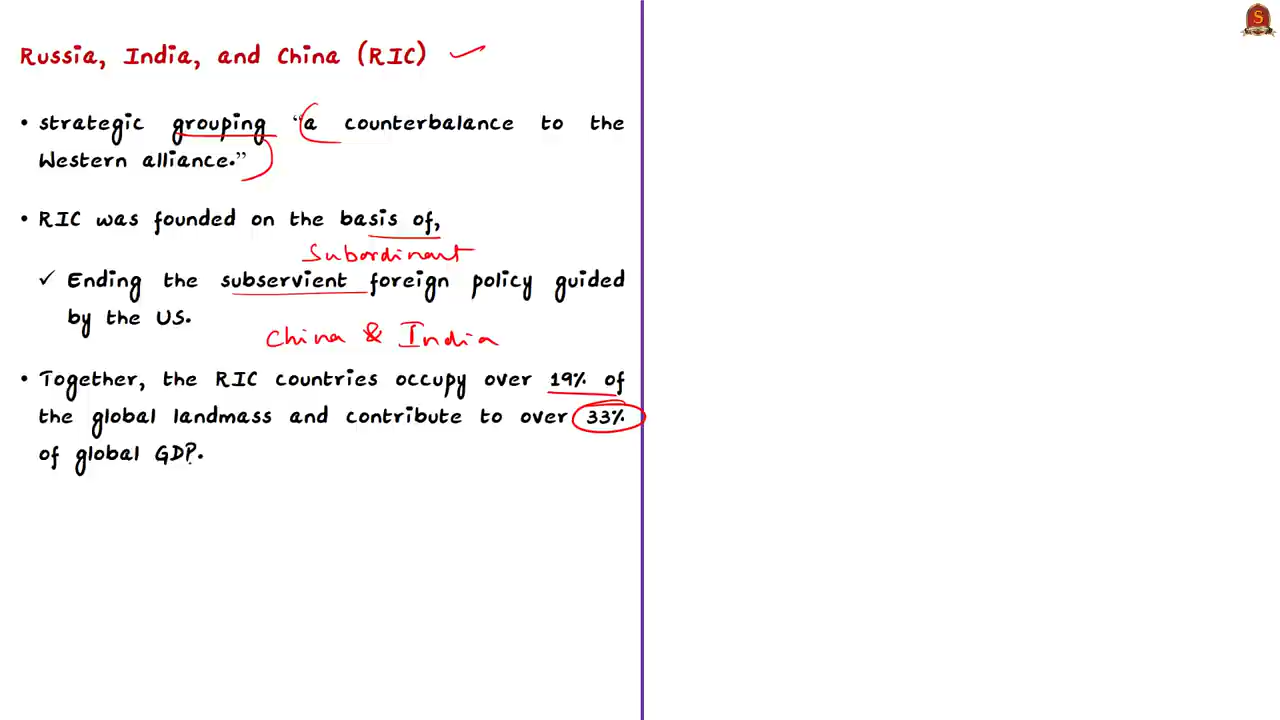 Russia, India, and China (RIC)
• strategic grouping “a counterbalance to the
Western alliance.”
• RIC was founded on the basis of,
Subordinant
✓ Ending the subservient foreign policy guided
by the US.
China & India
• Together, the RIC countries occupy over 19% of
the global landmass and contribute to over 33%
of global GDP.
S